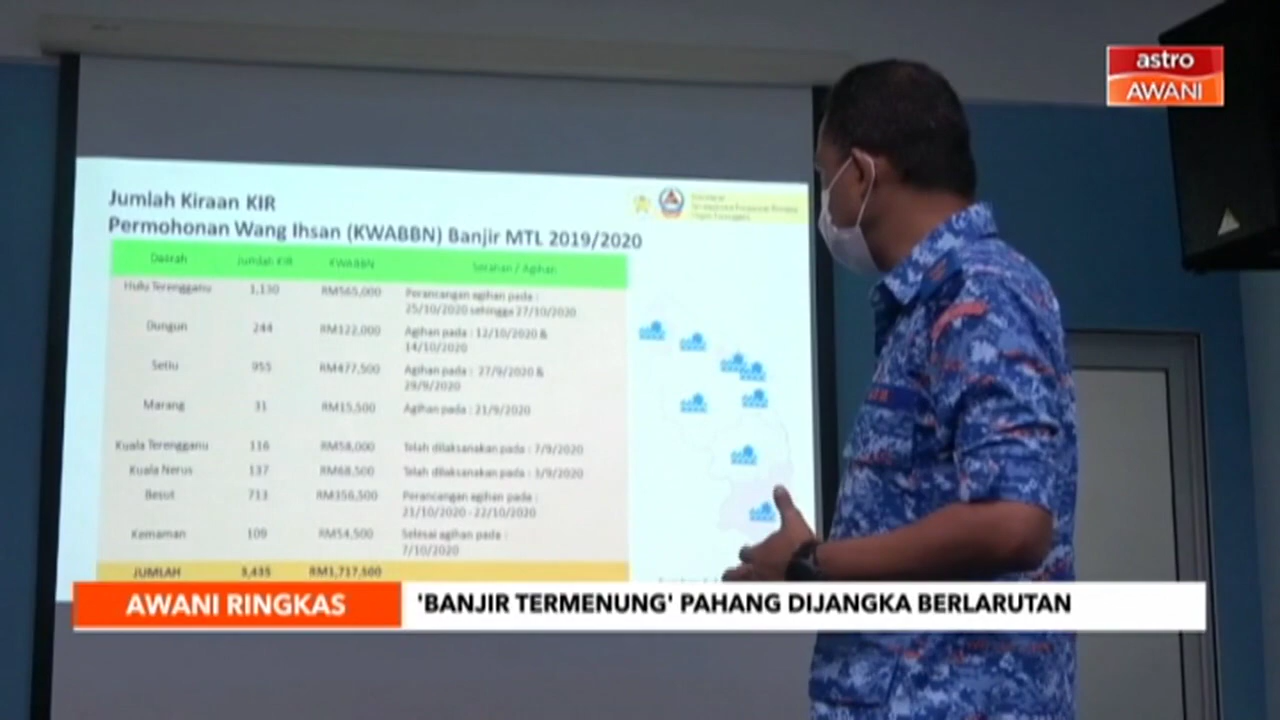 astro
AWANI
Jumlah Kiraan KIR
Permohonan Wang Ihsan (KWABBN) Banjir MTL 2019/2020
Daerah Jumlah KIR KWABBN Serahan / Agihan
Hulu Terengganu 1,130 RM565,000 Perancangan agihan pada :
25/10/2020 sehingga 27/10/2020
Dungun 244 RM122,000 Agihan pada : 12/10/2020 &
14/10/2020
Setiu 955 RM477,500 Agihan pada : 27/9/2020 &
29/9/2020
Marang 31 RM15,500 Agihan pada : 21/9/2020
Kuala Terengganu 116 RM58,000 Telah dilaksanakan pada : 7/9/2020
Kuala Nerus 137 RM68,500 Telah dilaksanakan pada : 3/9/2020
Besut 713 RM356,500 Perancangan agihan pada :
21/10/2020 - 22/10/2020
Kemaman 109 RM54,500 Selesai agihan pada :
7/10/2020
JUMLAH 3,435 RM1,717,500
AWANI RINGKAS 'BANJIR TERMENUNG' PAHANG DIJANGKA BERLARUTAN